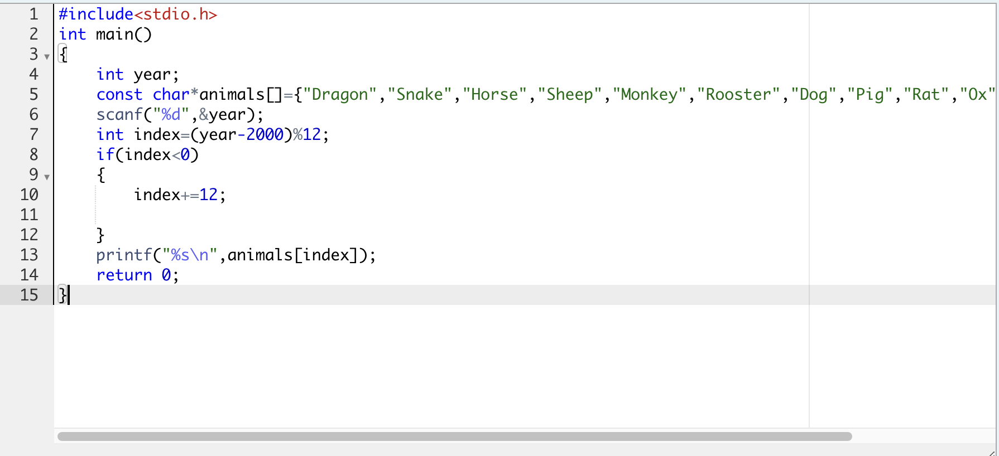 1 #include<stdio.h>
2 int main()
3 {
4 int year;
5 const char*animals[]={"Dragon","Snake","Horse","Sheep","Monkey","Rooster","Dog","Pig","Rat","Ox"
6 scanf("%d",&year);
7 int index=(year-2000)%12;
8 if(index<0)
9 {
10 index+=12;
11
12 }
13 printf("%s\n",animals[index]);
14 return 0;
15 }